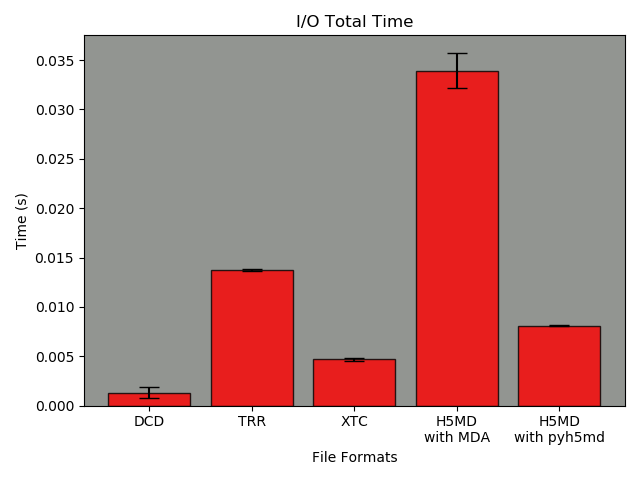 I/O Total Time
Time (s)
0.035
0.030
0.025
0.020
0.015
0.010
0.005
0.000
DCD
TRR
XTC
H5MD
with MDA
H5MD
with pyh5md
File Formats